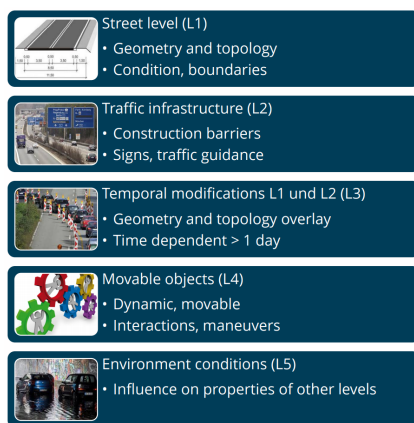 Street level (L1)
• Geometry and topology
• Condition, boundaries
Traffic infrastructure (L2)
• Construction barriers
• Signs, traffic guidance
Temporal modifications L1 und L2 (L3)
• Geometry and topology overlay
• Time dependent > 1 day
Movable objects (L4)
• Dynamic, movable
• Interactions, maneuvers
Environment conditions (L5)
• Influence on properties of other levels